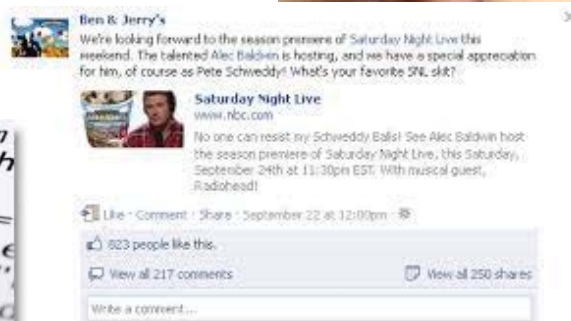 Ben & Jerry's
We're looking forward to the season premiere of Saturday Night Live this
weekend. The talented Alec Baldwin is hosting, and we have a special appreciation
for him, of course as Pete Schweddy! What's your favorite SNL skit?
Saturday Night Live
www.nbc.com
No one can resist my Schweddy Balls! See Alec Baldwin host
the season premiere of Saturday Night Live, this Saturday,
September 24th at 11:30pm EST. With musical guest,
Radiohead!
Like · Comment · Share · September 22 at 12:00pm
823 people like this.
View all 217 comments
View all 250 shares
Write a comment...